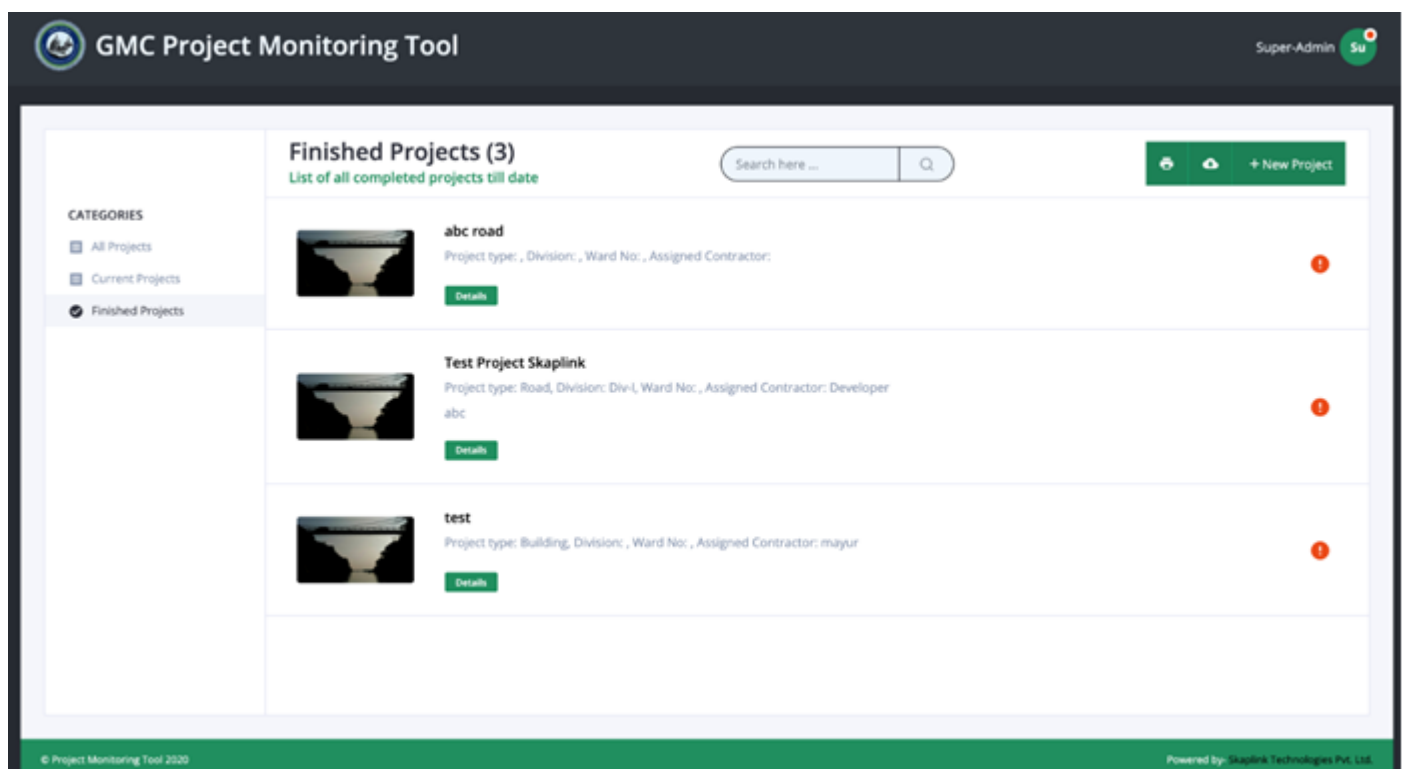 GMC Project Monitoring Tool
Super-Admin Su
Finished Projects (3)
List of all completed projects till date
Search here ...
+ New Project
CATEGORIES
All Projects
Current Projects
Finished Projects
abc road
Project type: , Division: , Ward No: , Assigned Contractor:
Details
Test Project Skaplink
Project type: Road, Division: Div-I, Ward No: , Assigned Contractor: Developer
abc
Details
test
Project type: Building, Division: , Ward No: , Assigned Contractor: mayur
Details
© Project Monitoring Tool 2020
Powered by- Skaplink Technologies Pvt. Ltd.